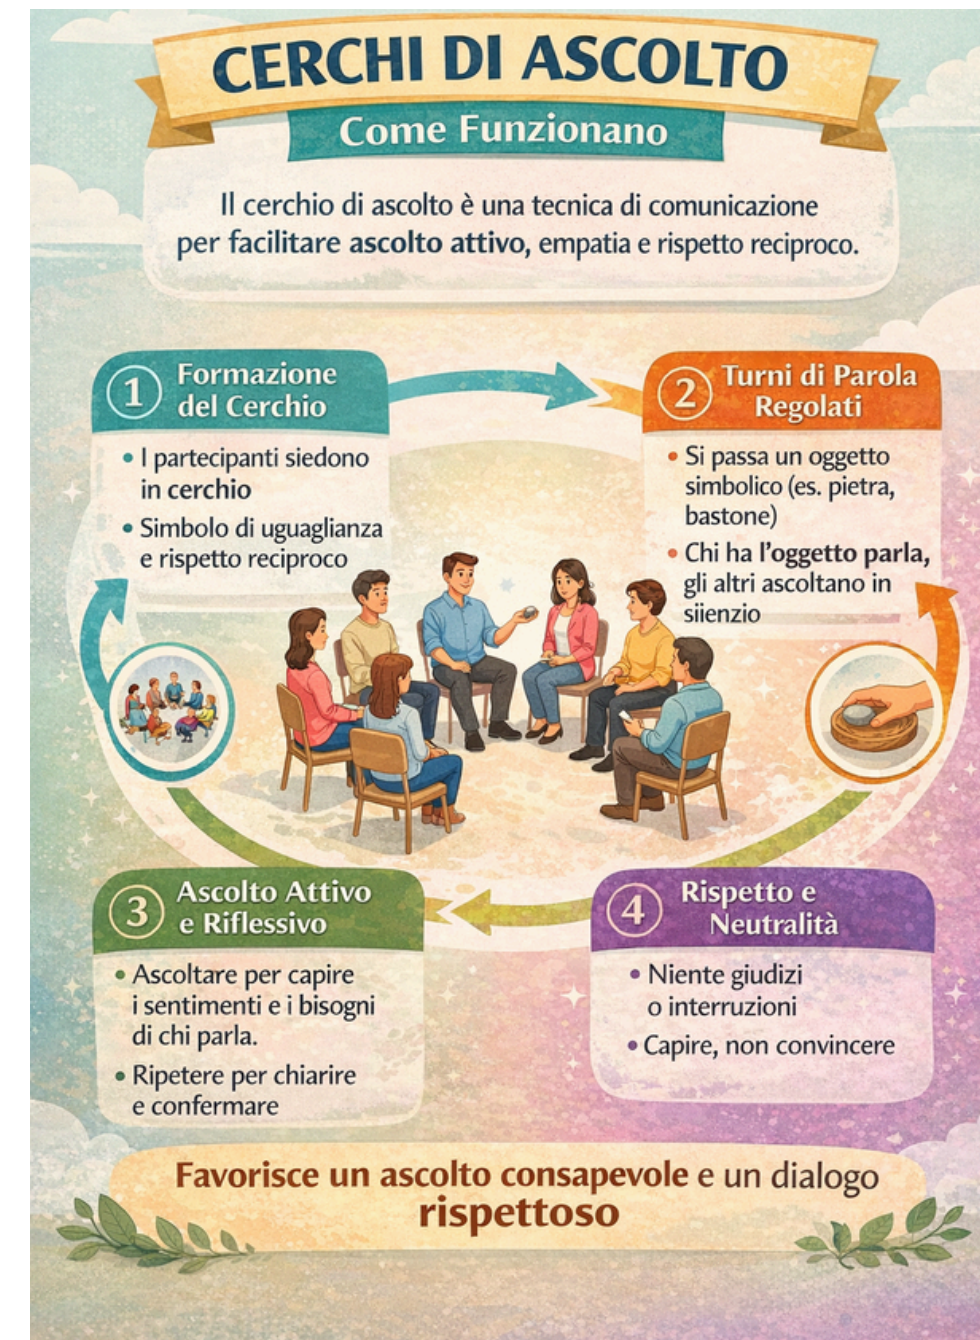 CERCHI DI ASCOLTO
Come Funzionano
Il cerchio di ascolto è una tecnica di comunicazione
per facilitare ascolto attivo, empatia e rispetto reciproco.
1
Formazione
del Cerchio
• I partecipanti siedono
in cerchio
• Simbolo di uguaglianza
e rispetto reciproco
2
Turni di Parola
Regolati
• Si passa un oggetto
simbolico (es. pietra,
bastone)
• Chi ha l'oggetto parla,
gli altri ascoltano in
siienzio
3
Ascolto Attivo
e Riflessivo
• Ascoltare per capire
i sentimenti e i bisogni
di chi parla.
• Ripetere per chiarire
e confermare
4
Rispetto e
Neutralità
• Niente giudizi
o interruzioni
• Capire, non convincere
Favorisce un ascolto consapevole e un dialogo
rispettoso